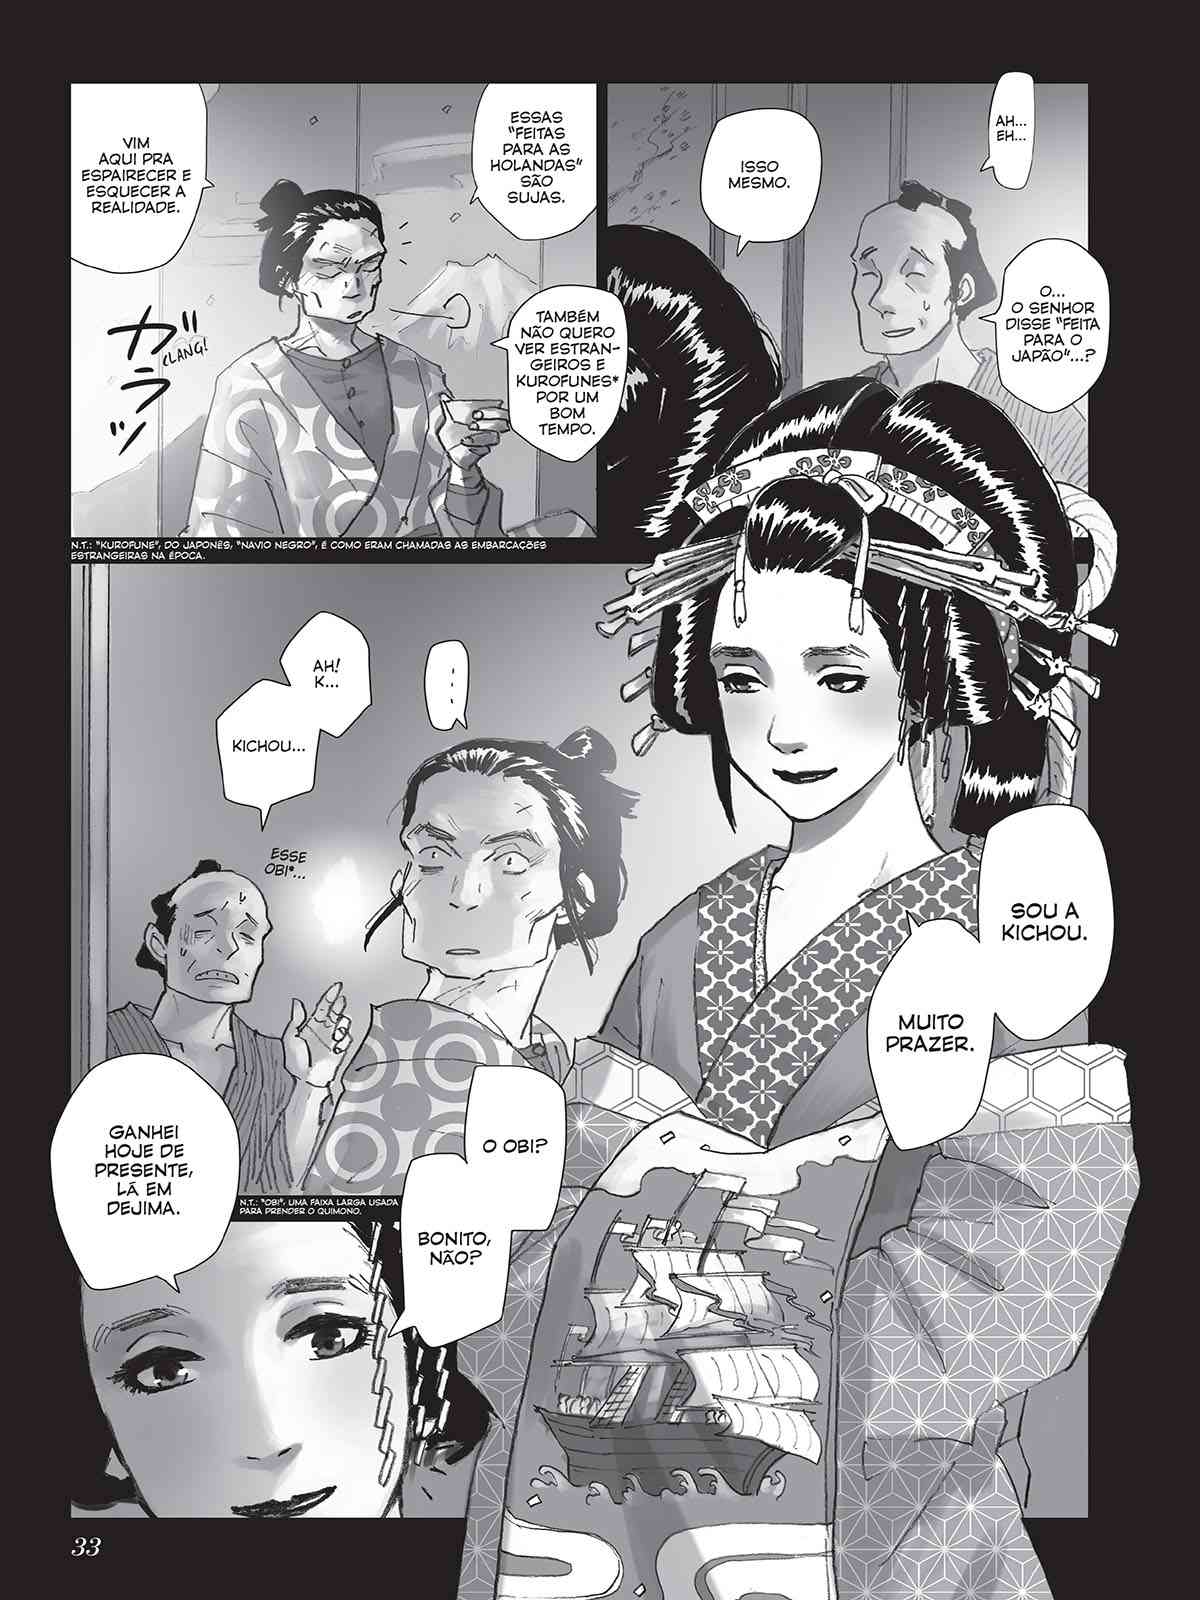 AH...
EH...
O...
O SENHOR
DISSE "FEITA
PARA O
JAPÃO"...?
ISSO
MESMO.
ESSAS
"FEITAS
PARA AS
HOLANDAS"
SÃO
SUJAS.
TAMBÉM
NÃO QUERO
VER ESTRAN-
GEIROS E
KUROFUNES*
POR UM
BOM
TEMPO.
VIM
AQUI PRA
ESPAIRECER E
ESQUECER A
REALIDADE.
ガラッ
CLANG!
N.T.: "KUROFUNE", DO JAPONÊS, "NAVIO NEGRO", É COMO ERAM CHAMADAS AS EMBARCAÇÕES
ESTRANGEIRAS NA ÉPOCA.
SOU A
KICHOU.
MUITO
PRAZER.
...
AH!
K...
KICHOU...
ESSE
OBI*...
N.T.: "OBI", UMA FAIXA LARGA USADA
PARA PRENDER O QUIMONO.
O OBI?
BONITO,
NÃO?
GANHEI
HOJE DE
PRESENTE,
LÁ EM
DEJIMA.
33